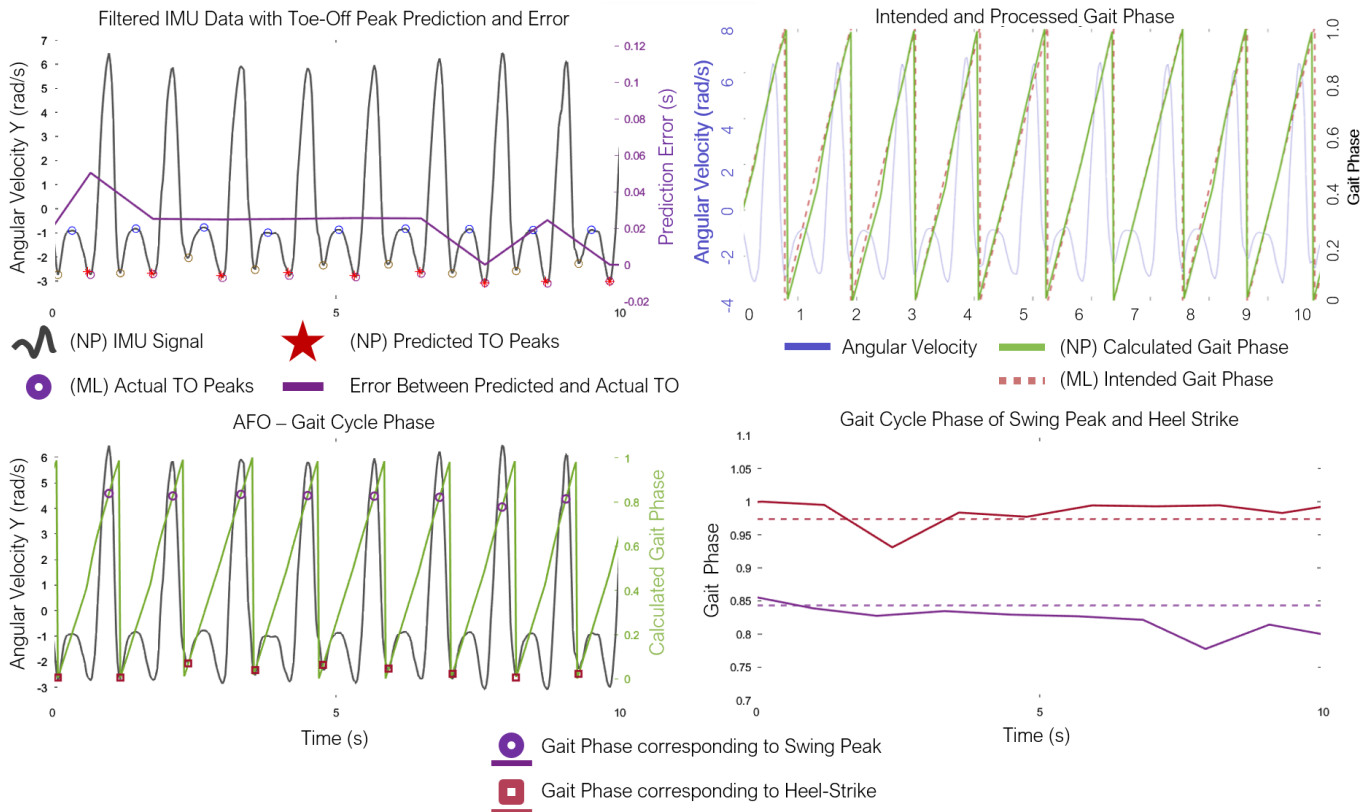 Filtered IMU Data with Toe-Off Peak Prediction and Error
0 5 10
7
6
5
4
3
2
1
0
-1
-2
-3
Angular Velocity Y (rad/s)
0.12
0.10
0.08
0.06
0.04
0.02
0
-0.02
Prediction Error (s)
0 5 10
(NP) IMU Signal
(NP) Predicted TO Peaks
(ML) Actual TO Peaks
Error Between Predicted and Actual TO
Intended and Processed Gait Phase
8
6
4
2
0
-2
-4
Angular Velocity (rad/s)
1.0
0.8
0.6
0.4
0.2
0
Gait Phase
0 1 2 3 4 5 6 7 8 9 10
Angular Velocity
(NP) Calculated Gait Phase
(ML) Intended Gait Phase
AFO – Gait Cycle Phase
6
5
4
3
2
1
0
-1
-2
-3
Angular Velocity Y (rad/s)
1
0.8
0.6
0.4
0.2
0
Calculated Gait Phase
0 5 10
Time (s)
Gait Cycle Phase of Swing Peak and Heel Strike
1.1
1.05
1
0.95
0.9
0.85
0.8
0.75
0.7
Gait Phase
0 5 10
Time (s)
Gait Phase corresponding to Swing Peak
Gait Phase corresponding to Heel-Strike